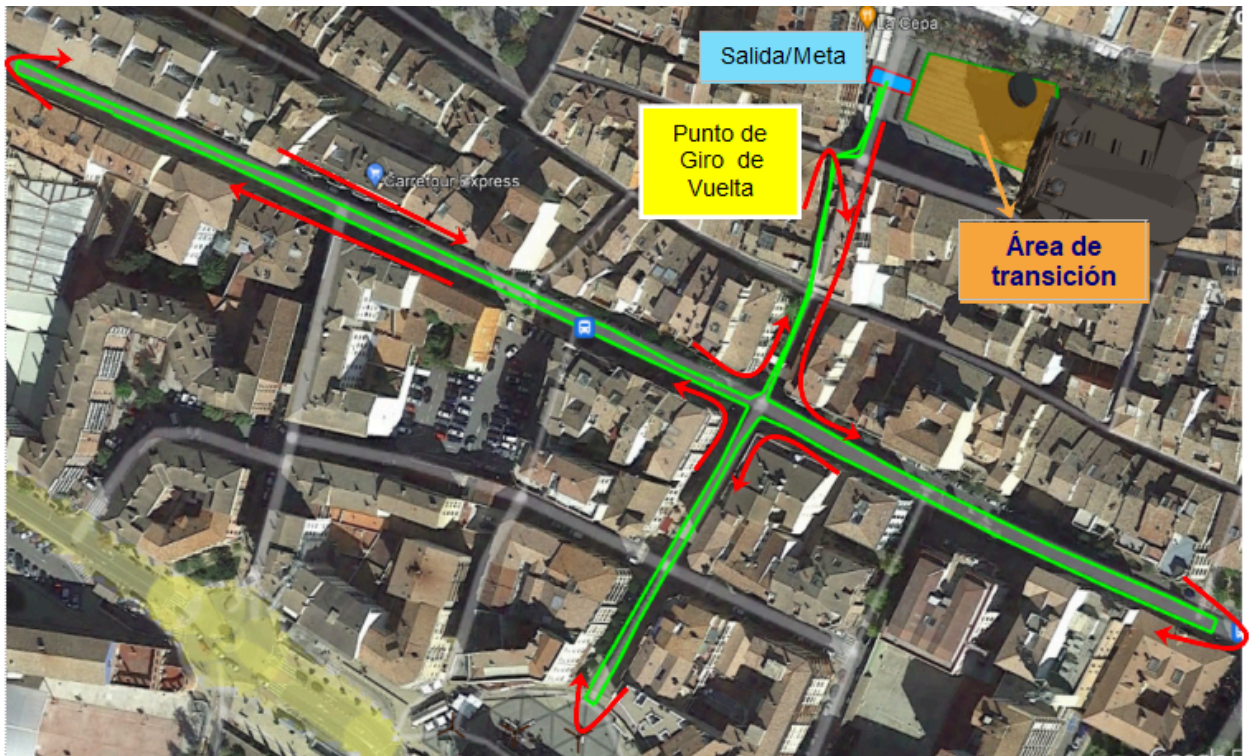 La Cepa
Salida/Meta
Punto de
Giro de
Vuelta
Carrefour Express
Área de
transición